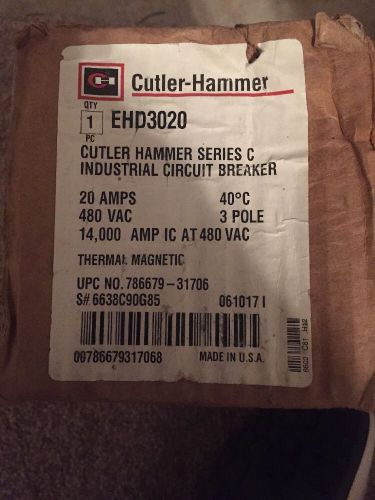 CH Cutler-Hammer
QTY
1 EHD3020
PC
CUTLER HAMMER SERIES C
INDUSTRIAL CIRCUIT BREAKER
20 AMPS 40°C
480 VAC 3 POLE
14,000 AMP IC AT 480 VAC
THERMAL MAGNETIC
UPC NO. 786679-31706
S# 6638C90G85 061017 I
09786679317068 MADE IN U.S.A.